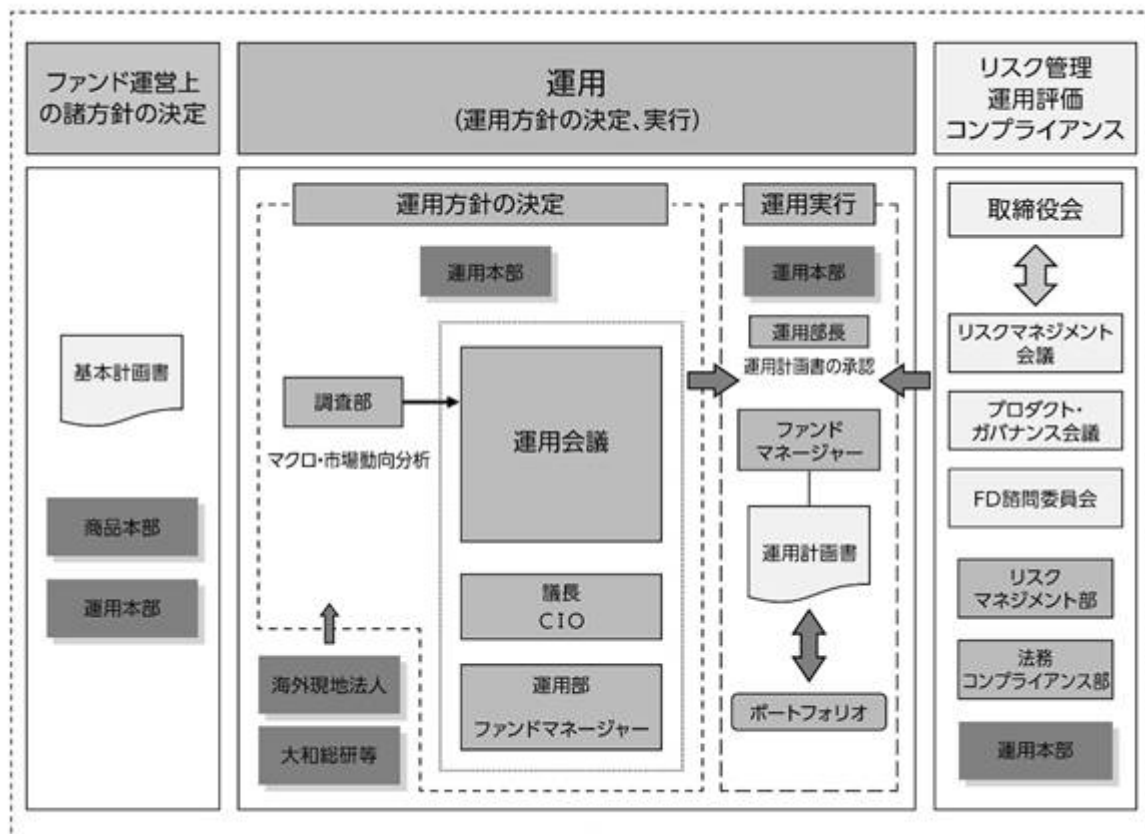 ファンド運営上
の諸方針の決定
基本計画書
商品本部
運用本部
運用
(運用方針の決定、実行)
運用方針の決定
運用本部
調査部
マクロ・市場動向分析
運用会議
議長
CIO
運用部
ファンドマネージャー
海外現地法人
大和総研等
運用実行
運用本部
運用部長
運用計画書の承認
ファンド
マネージャー
運用計画書
ポートフォリオ
リスク管理
運用評価
コンプライアンス
取締役会
リスクマネジメント
会議
プロダクト・
ガバナンス会議
FD諮問委員会
リスク
マネジメント部
法務
コンプライアンス部
運用本部